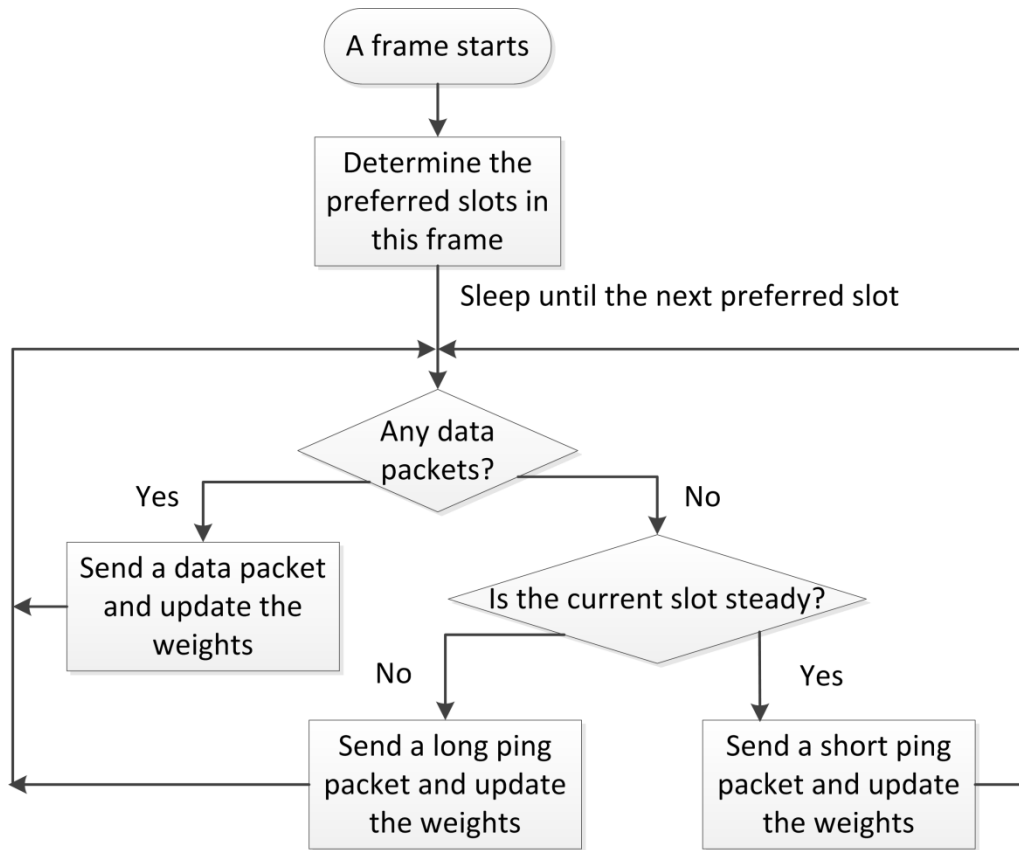 A frame starts
Determine the
preferred slots in
this frame
Sleep until the next preferred slot
Any data
packets?
Yes
No
Send a data packet
and update the
weights
Is the current slot steady?
No
Yes
Send a long ping
packet and update
the weights
Send a short ping
packet and update
the weights